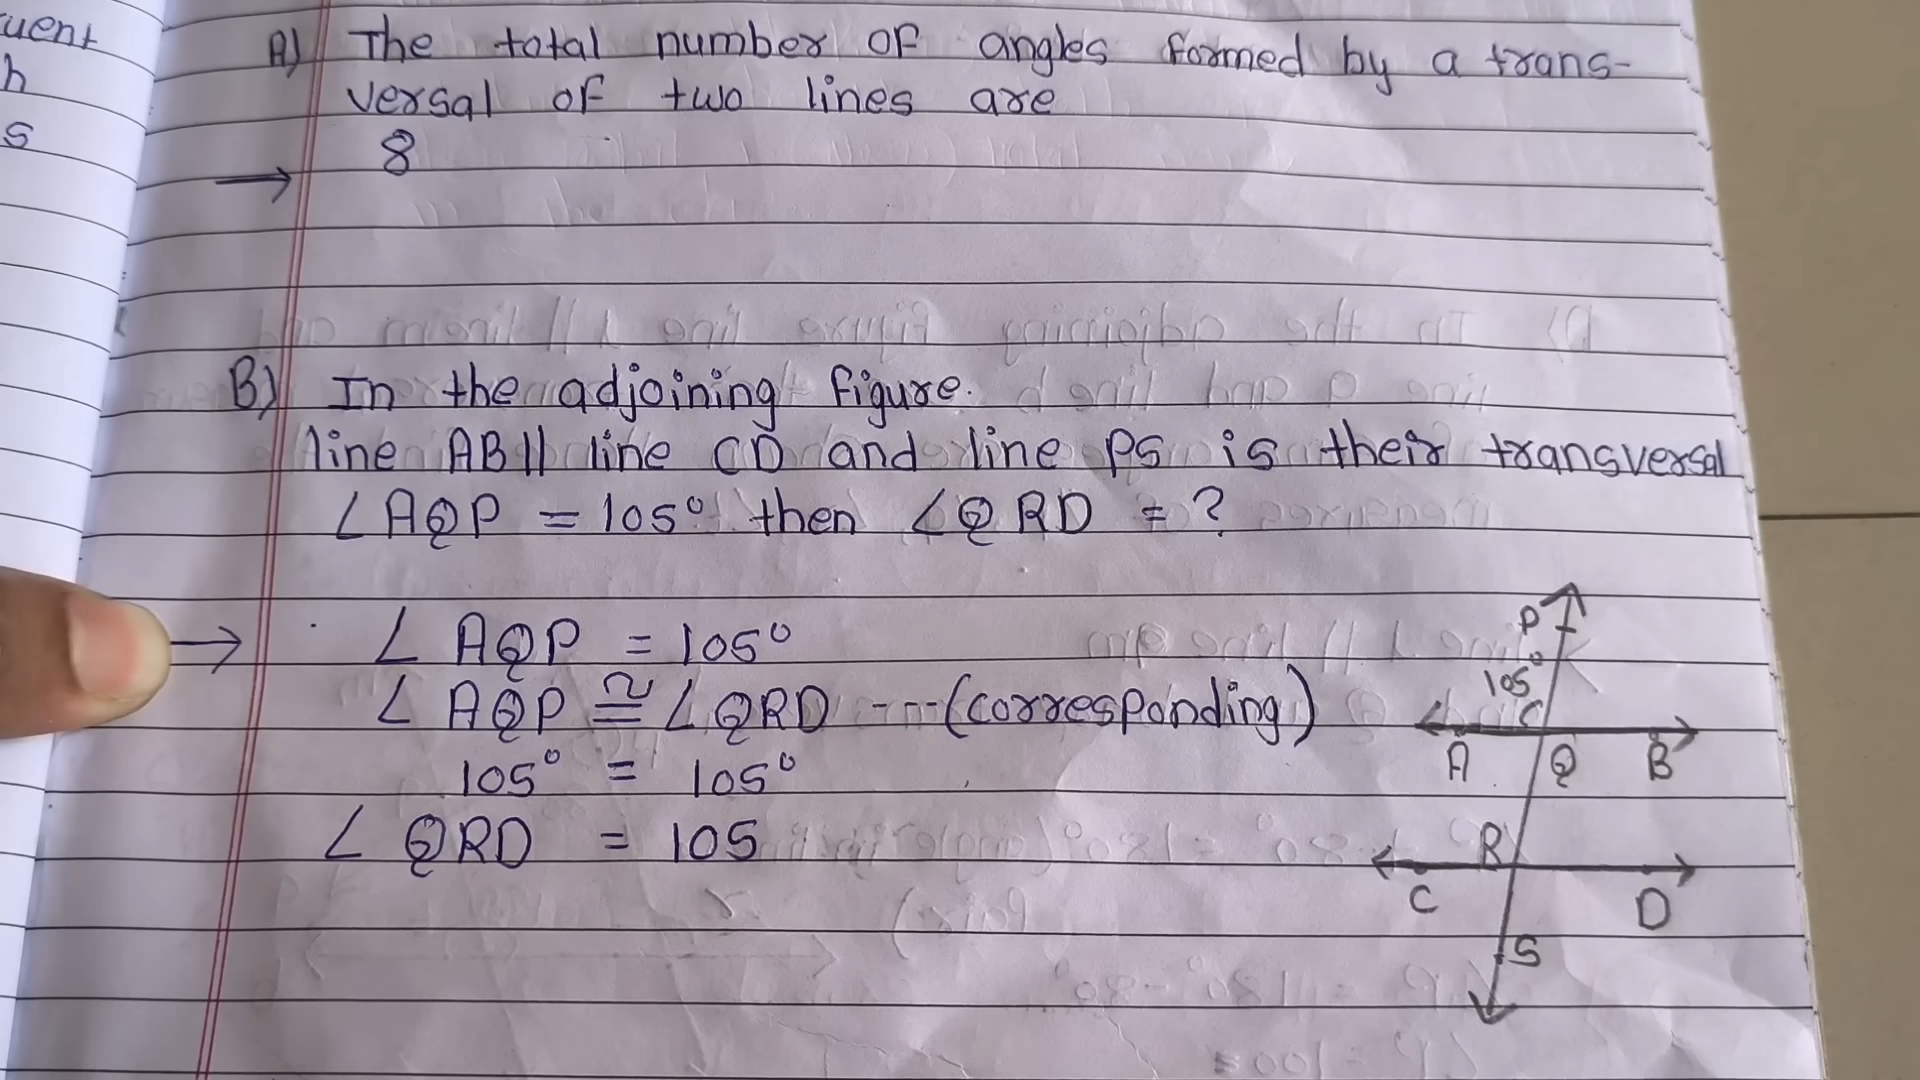 uent
h
s
A) The total number of angles formed by a trans-
versal of two lines are
→ 8
B) In the adjoining figure.
line AB || line CD and line PS is their transversal
∠AQP = 105° then ∠QRD = ?
→ ∠ AQP = 105°
∠ AQP ≅ ∠ QRD ---(corresponding)
105° = 105°
∠ QRD = 105
P
105°
A Q B
R
C D
S